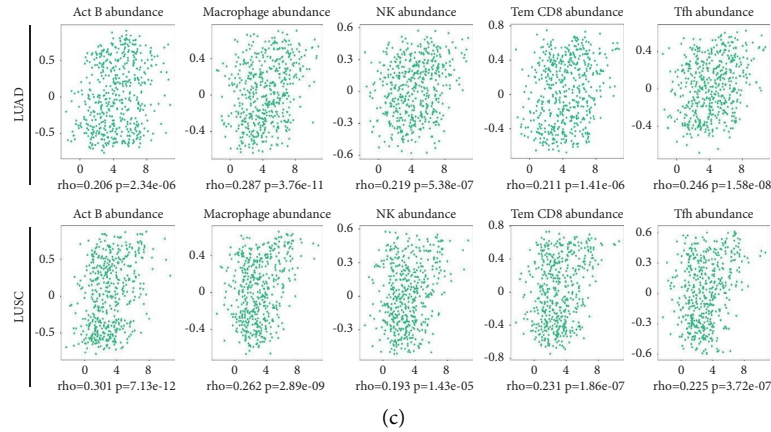 Act B abundance Macrophage abundance NK abundance Tem CD8 abundance Tfh abundance
LUAD
0.5 0 -0.5
0.4 0 -0.4
0.6 0.3 0 -0.3 -0.6
0.8 0.4 0 -0.4
0.4 0 -0.4
0 4 8 0 4 8 0 4 8 0 4 8 0 4 8
rho=0.206 p=2.34e-06 rho=0.287 p=3.76e-11 rho=0.219 p=5.38e-07 rho=0.211 p=1.41e-06 rho=0.246 p=1.58e-08
Act B abundance Macrophage abundance NK abundance Tem CD8 abundance Tfh abundance
LUSC
0.5 0 -0.5
0.4 0 -0.4
0.6 0.3 0 -0.3
0.8 0.4 0 -0.4 -0.8
0.6 0.3 0 -0.3 -0.6
0 4 8 0 4 8 0 4 8 0 4 8 0 4 8
rho=0.301 p=7.13e-12 rho=0.262 p=2.89e-09 rho=0.193 p=1.43e-05 rho=0.231 p=1.86e-07 rho=0.225 p=3.72e-07
(c)